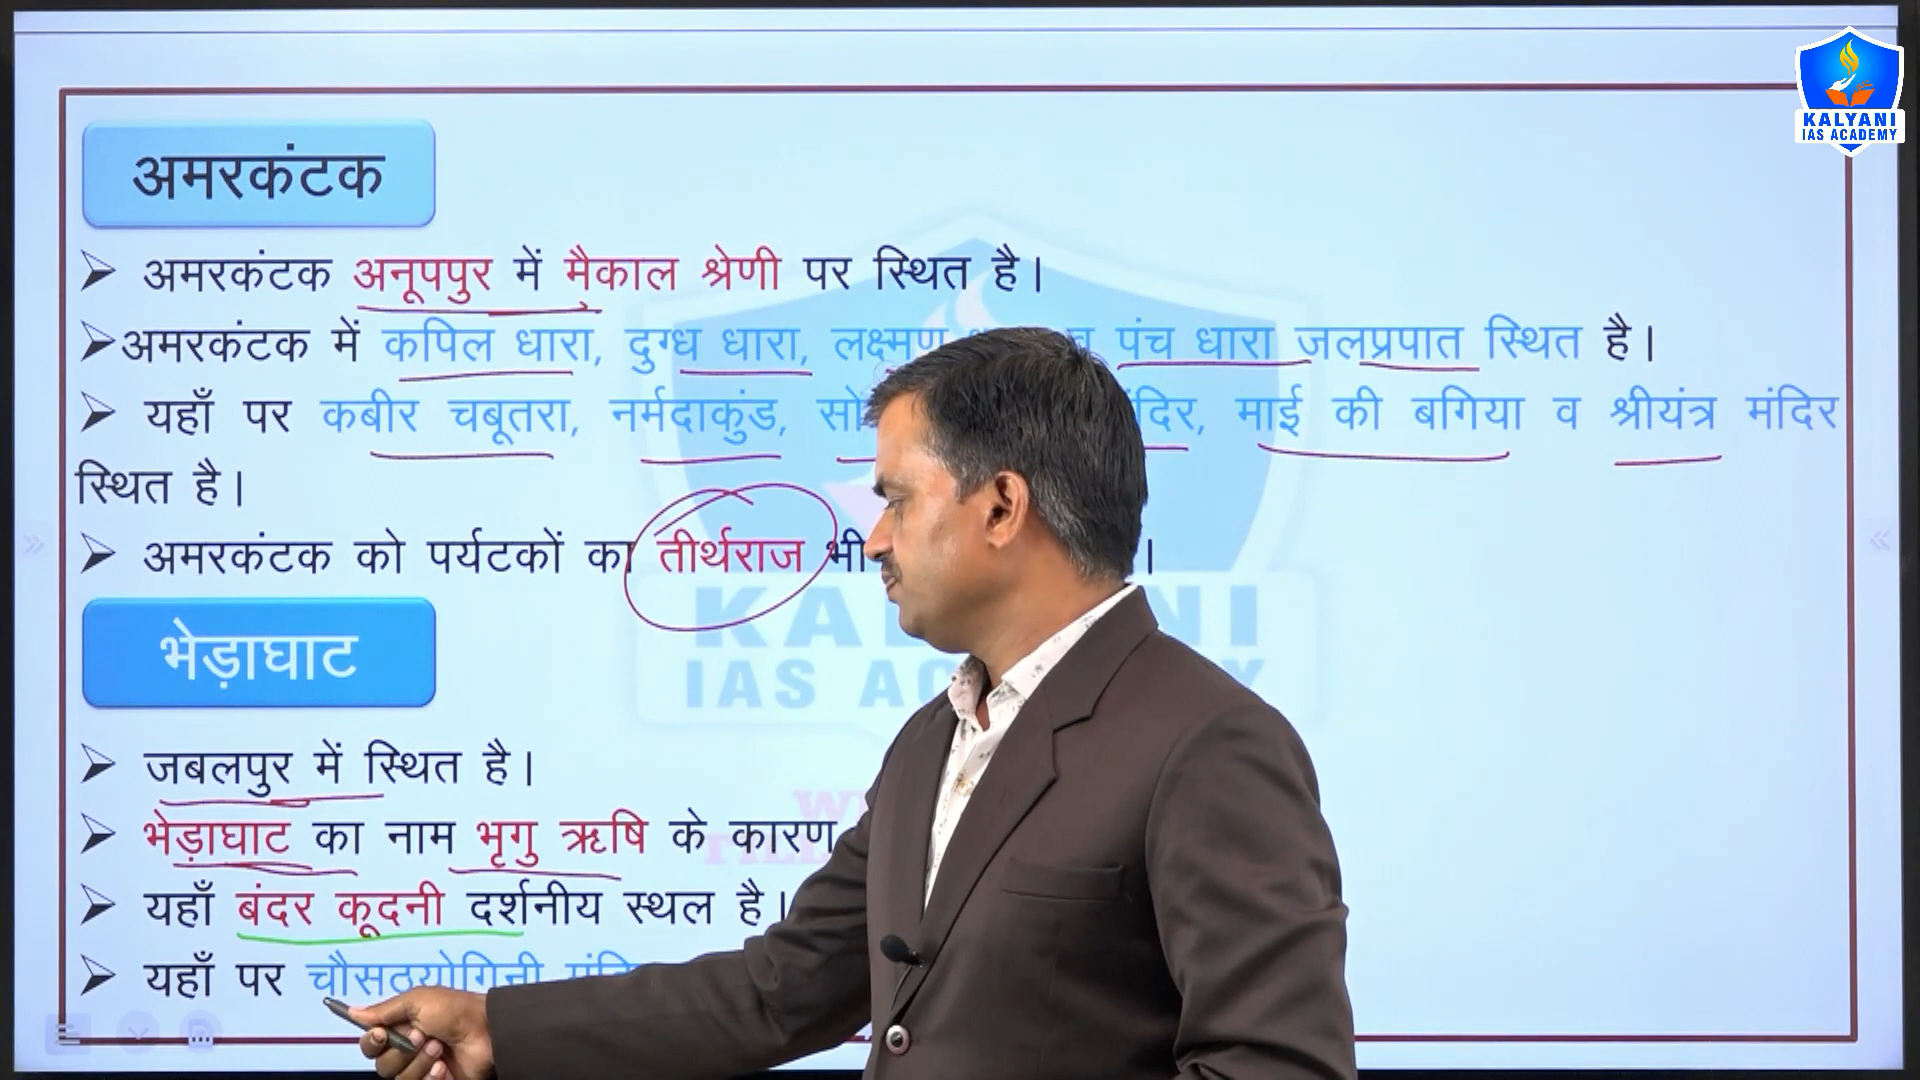 KALYANI
IAS ACADEMY
अमरकंटक
➢ अमरकंटक अनूपपुर में मैकाल श्रेणी पर स्थित है।
➢अमरकंटक में कपिल धारा, दुग्ध धारा, लक्ष्मण व पंच धारा जलप्रपात स्थित है।
➢ यहाँ पर कबीर चबूतरा, नर्मदाकुंड, माई की बगिया व श्रीयंत्र मंदिर
स्थित है।
➢ अमरकंटक को पर्यटकों का तीर्थराज भी
भेड़ाघाट
➢ जबलपुर में स्थित है।
➢ भेड़ाघाट का नाम भृगु ऋषि के कारण
➢ यहाँ बंदर कूदनी दर्शनीय स्थल है।
➢ यहाँ पर चौसठयोगिनी